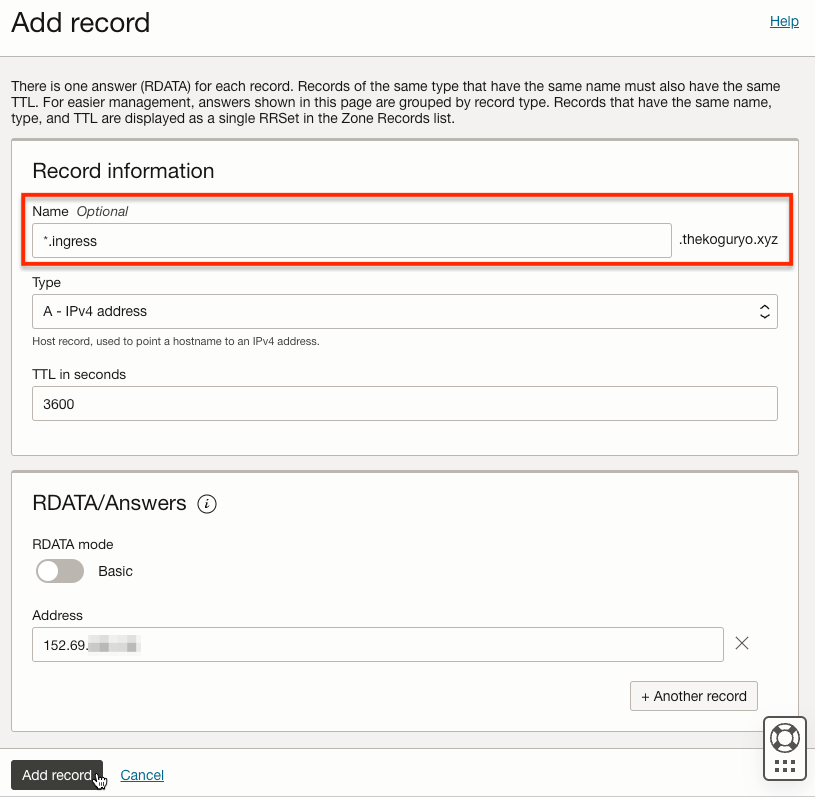 Add record
Help
There is one answer (RDATA) for each record. Records of the same type that have the same name must also have the same
TTL. For easier management, answers shown in this page are grouped by record type. Records that have the same name,
type, and TTL are displayed as a single RRSet in the Zone Records list.
Record information
Name Optional
*.ingress
.thekoguryo.xyz
Type
A - IPv4 address
Host record, used to point a hostname to an IPv4 address.
TTL in seconds
3600
RDATA/Answers i
RDATA mode
Basic
Address
152.69.
+ Another record
Add record
Cancel